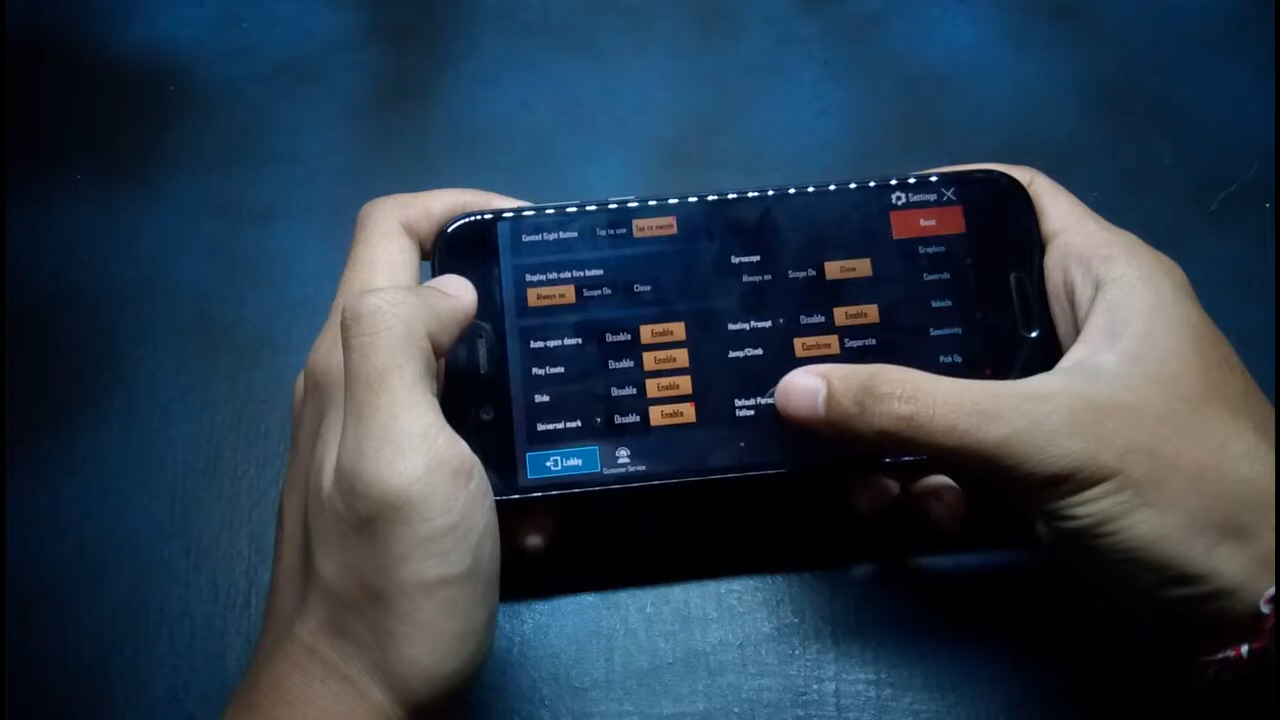 Settings
Canted Sight Button Tap to use Tap to switch
Basic
Display left-side fire button
Gyroscope
Always on Scope On Close
Always on Scope On Close
Graphics
Controls
Vehicle
Sensitivity
Pick Up
Auto-open doors Disable Enable
Healing Prompt ? Disable Enable
Play Emote Disable Enable
Jump/Climb Combine Separate
Slide Disable Enable
Universal mark ? Disable Enable
Default
Follow
Lobby
Customer Service